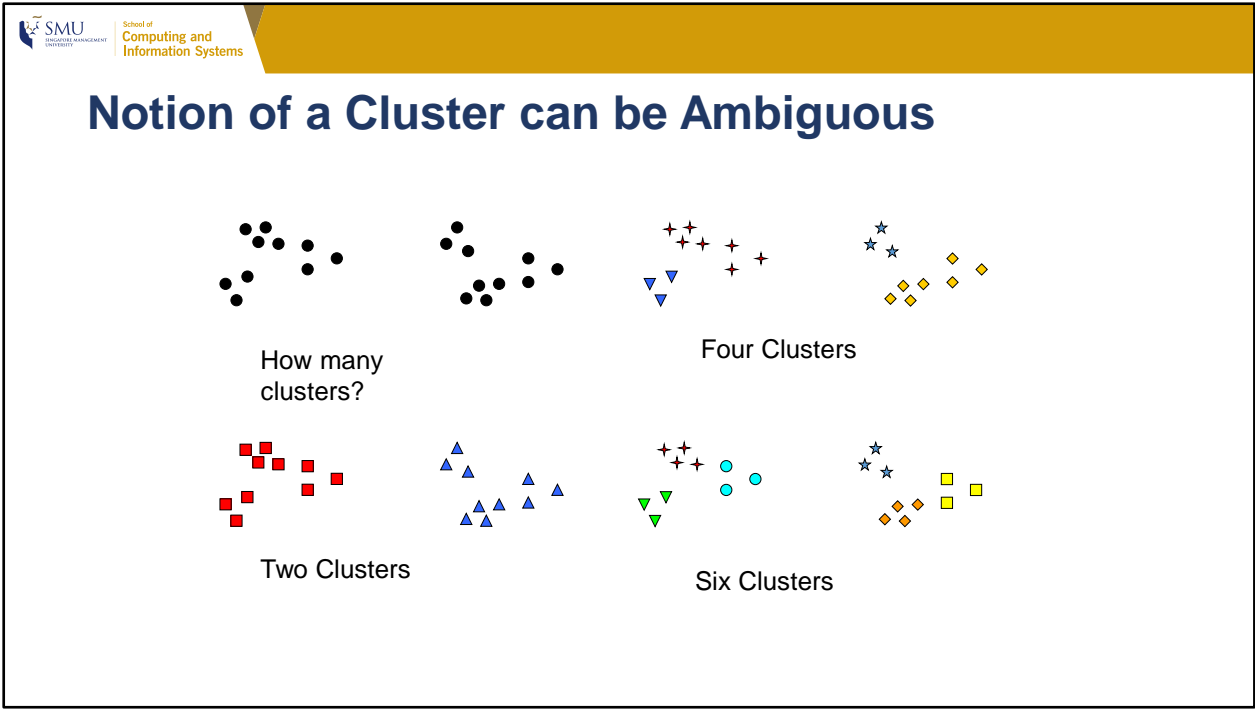 SMU
SINGAPORE MANAGEMENT
UNIVERSITY
School of
Computing and
Information Systems
Notion of a Cluster can be Ambiguous
How many
clusters?
Four Clusters
Two Clusters
Six Clusters